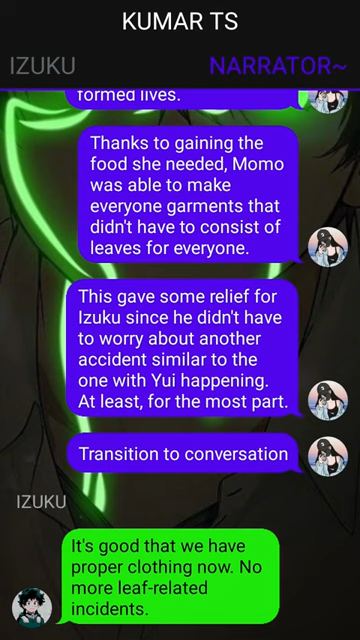 KUMAR TS
IZUKU
NARRATOR~
formed lives.
Thanks to gaining the
food she needed, Momo
was able to make
everyone garments that
didn't have to consist of
leaves for everyone.
This gave some relief for
Izuku since he didn't have
to worry about another
accident similar to the
one with Yui happening.
At least, for the most part.
Transition to conversation
IZUKU
It's good that we have
proper clothing now. No
more leaf-related
incidents.